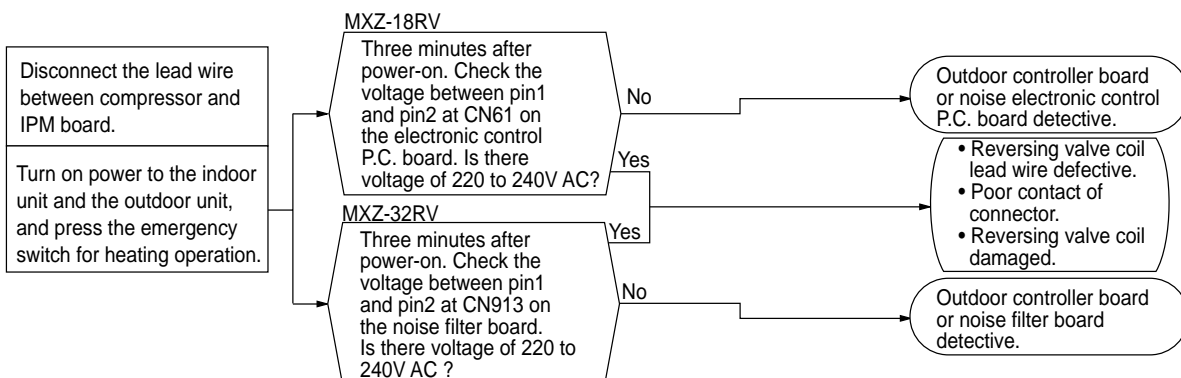 Disconnect the lead wire
between compressor and
IPM board.
Turn on power to the indoor
unit and the outdoor unit,
and press the emergency
switch for heating operation.
MXZ-18RV
Three minutes after
power-on. Check the
voltage between pin1
and pin2 at CN61 on
the electronic control
P.C. board. Is there
voltage of 220 to 240V AC?
No
Yes
MXZ-32RV
Three minutes after
power-on. Check the
voltage between pin1
and pin2 at CN913 on
the noise filter board.
Is there voltage of 220 to
240V AC ?
Yes
No
Outdoor controller board
or noise electronic control
P.C. board detective.
• Reversing valve coil
lead wire defective.
• Poor contact of
connector.
• Reversing valve coil
damaged.
Outdoor controller board
or noise filter board
detective.